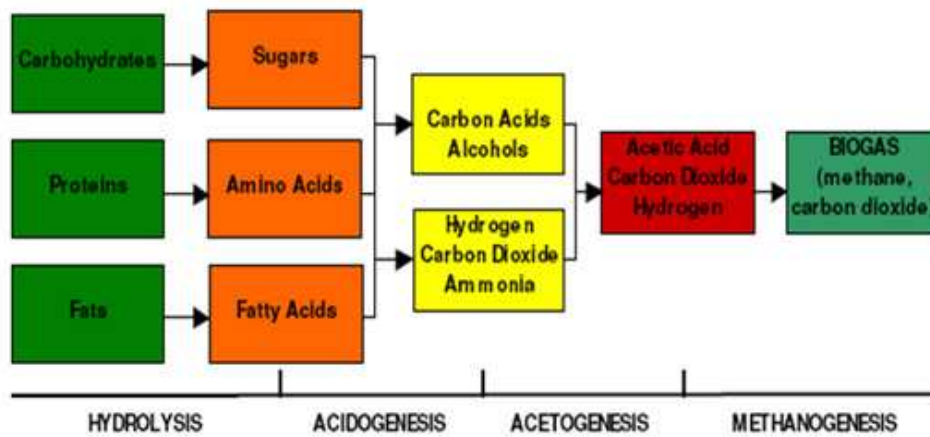 Carbohydrates
Sugars
Proteins
Amino Acids
Fats
Fatty Acids
Carbon Acids
Alcohols
Hydrogen
Carbon Dioxide
Ammonia
Acetic Acid
Carbon Dioxide
Hydrogen
BIOGAS
(methane,
carbon dioxide)
HYDROLYSIS
ACIDOGENESIS
ACETOGENESIS
METHANOGENESIS